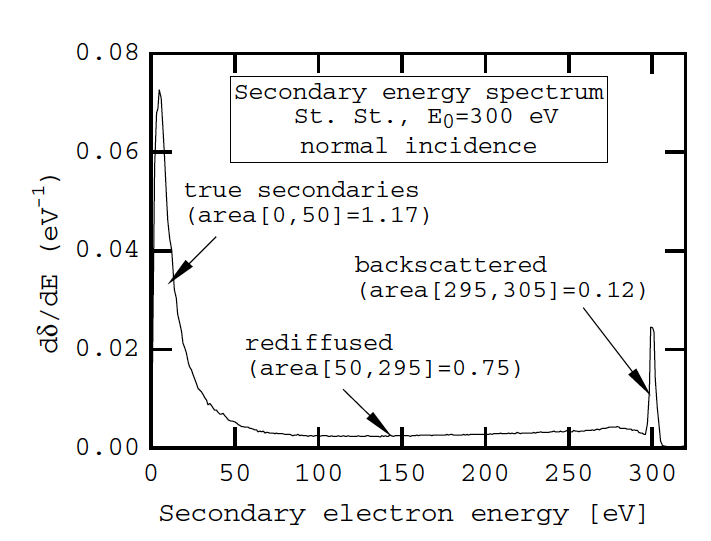 0.08
0.06
0.04
0.02
0.00
dδ/dE (eV⁻¹)
Secondary energy spectrum
St. St., E₀=300 eV
normal incidence
true secondaries
(area[0,50]=1.17)
backscattered
(area[295,305]=0.12)
rediffused
(area[50,295]=0.75)
0 50 100 150 200 250 300
Secondary electron energy [eV]